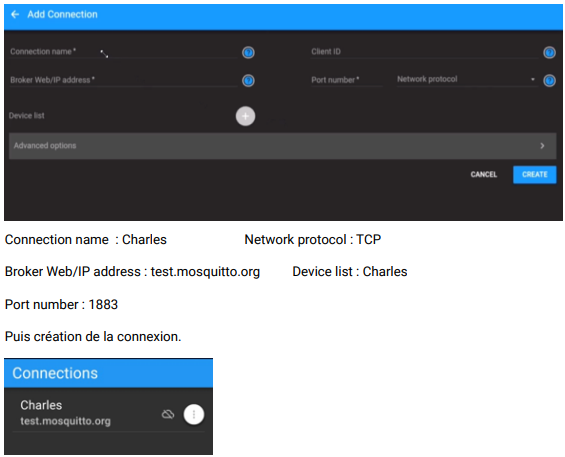 Add Connection
Connection name * Client ID
Broker Web/IP address * Port number * Network protocol
Device list
Advanced options
CANCEL CREATE
Connection name : Charles Network protocol : TCP
Broker Web/IP address : test.mosquitto.org Device list : Charles
Port number : 1883
Puis création de la connexion.
Connections
Charles
test.mosquitto.org